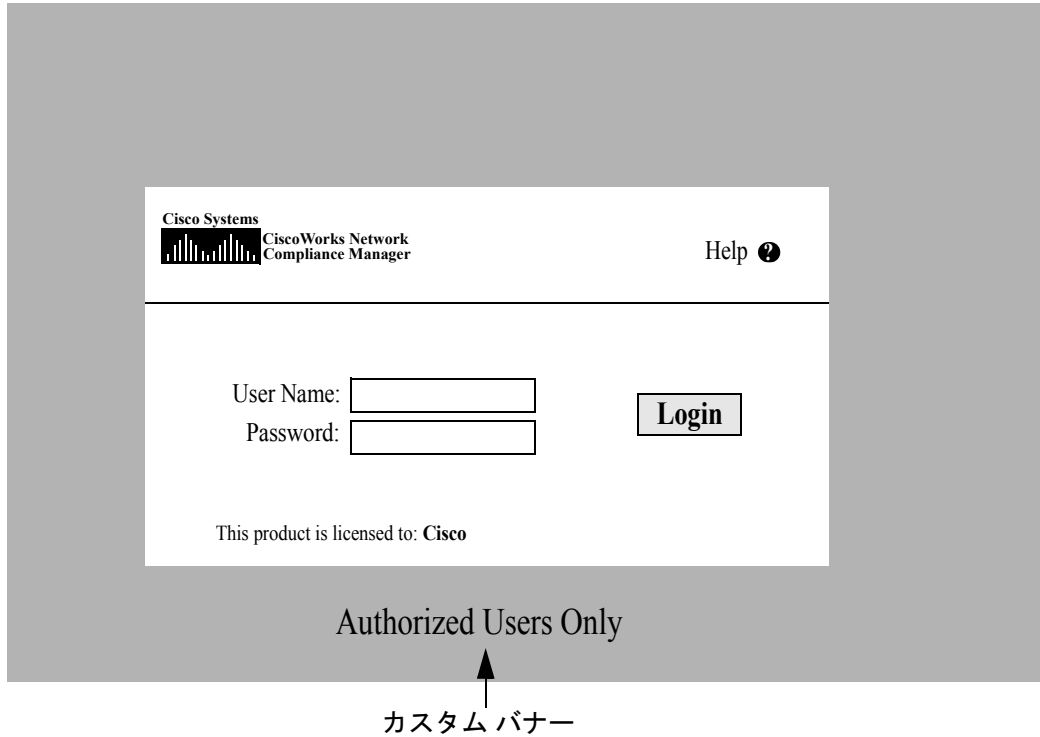 Cisco Systems
CiscoWorks Network
Compliance Manager
Help ?
User Name:
Password:
Login
This product is licensed to: Cisco
Authorized Users Only
カスタム バナー